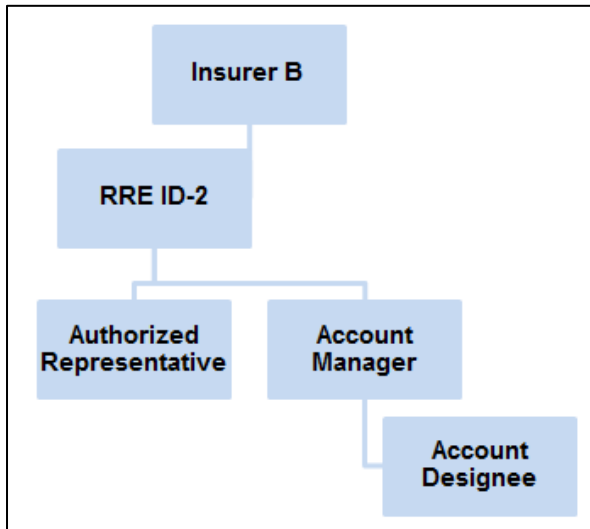 Insurer B
RRE ID-2
Authorized
Representative
Account
Manager
Account
Designee